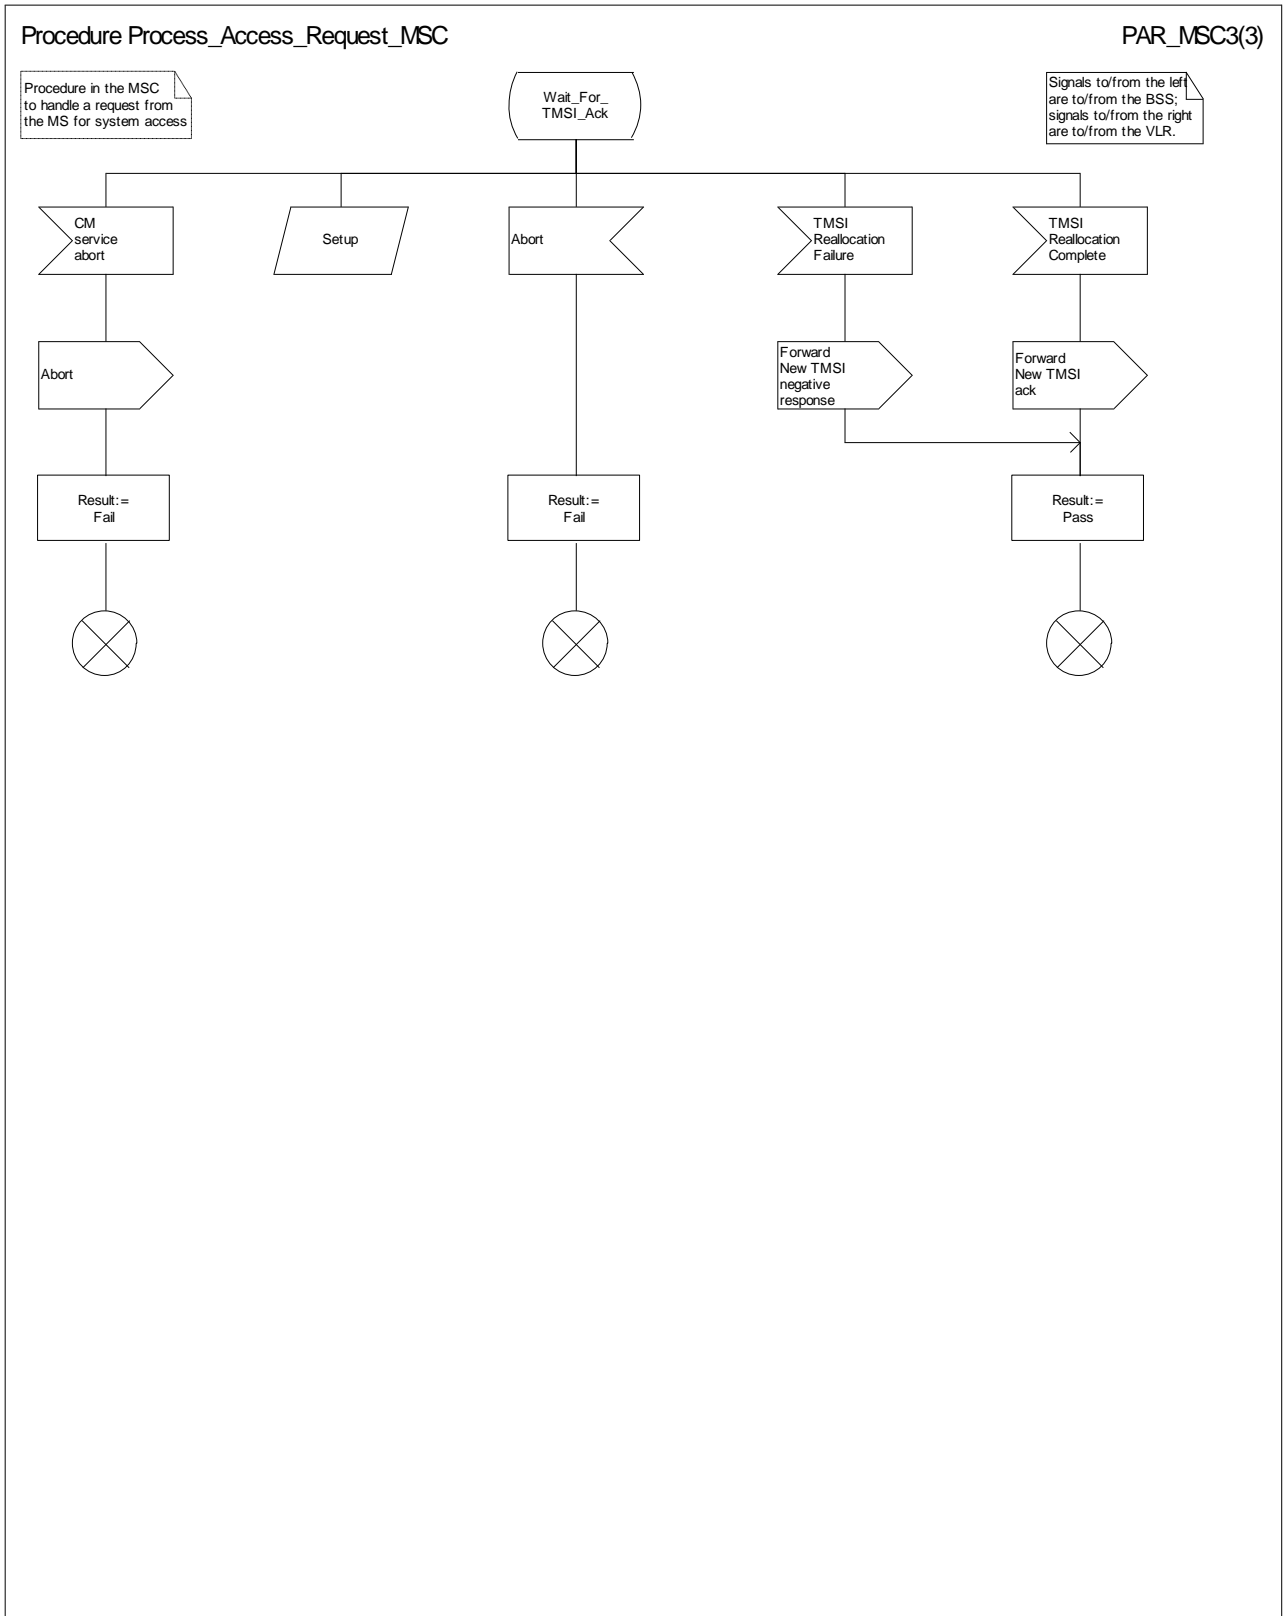 Procedure Process_Access_Request_MSC
PAR_MSC3(3)
Procedure in the MSC
to handle a request from
the MS for system access
Wait_For_
TMSI_Ack
Signals to/from the left
are to/from the BSS;
signals to/from the right
are to/from the VLR.
CM
service
abort
Setup
Abort
TMSI
Reallocation
Failure
TMSI
Reallocation
Complete
Abort
Forward
New TMSI
negative
response
Forward
New TMSI
ack
Result:=
Fail
Result:=
Fail
Result:=
Pass